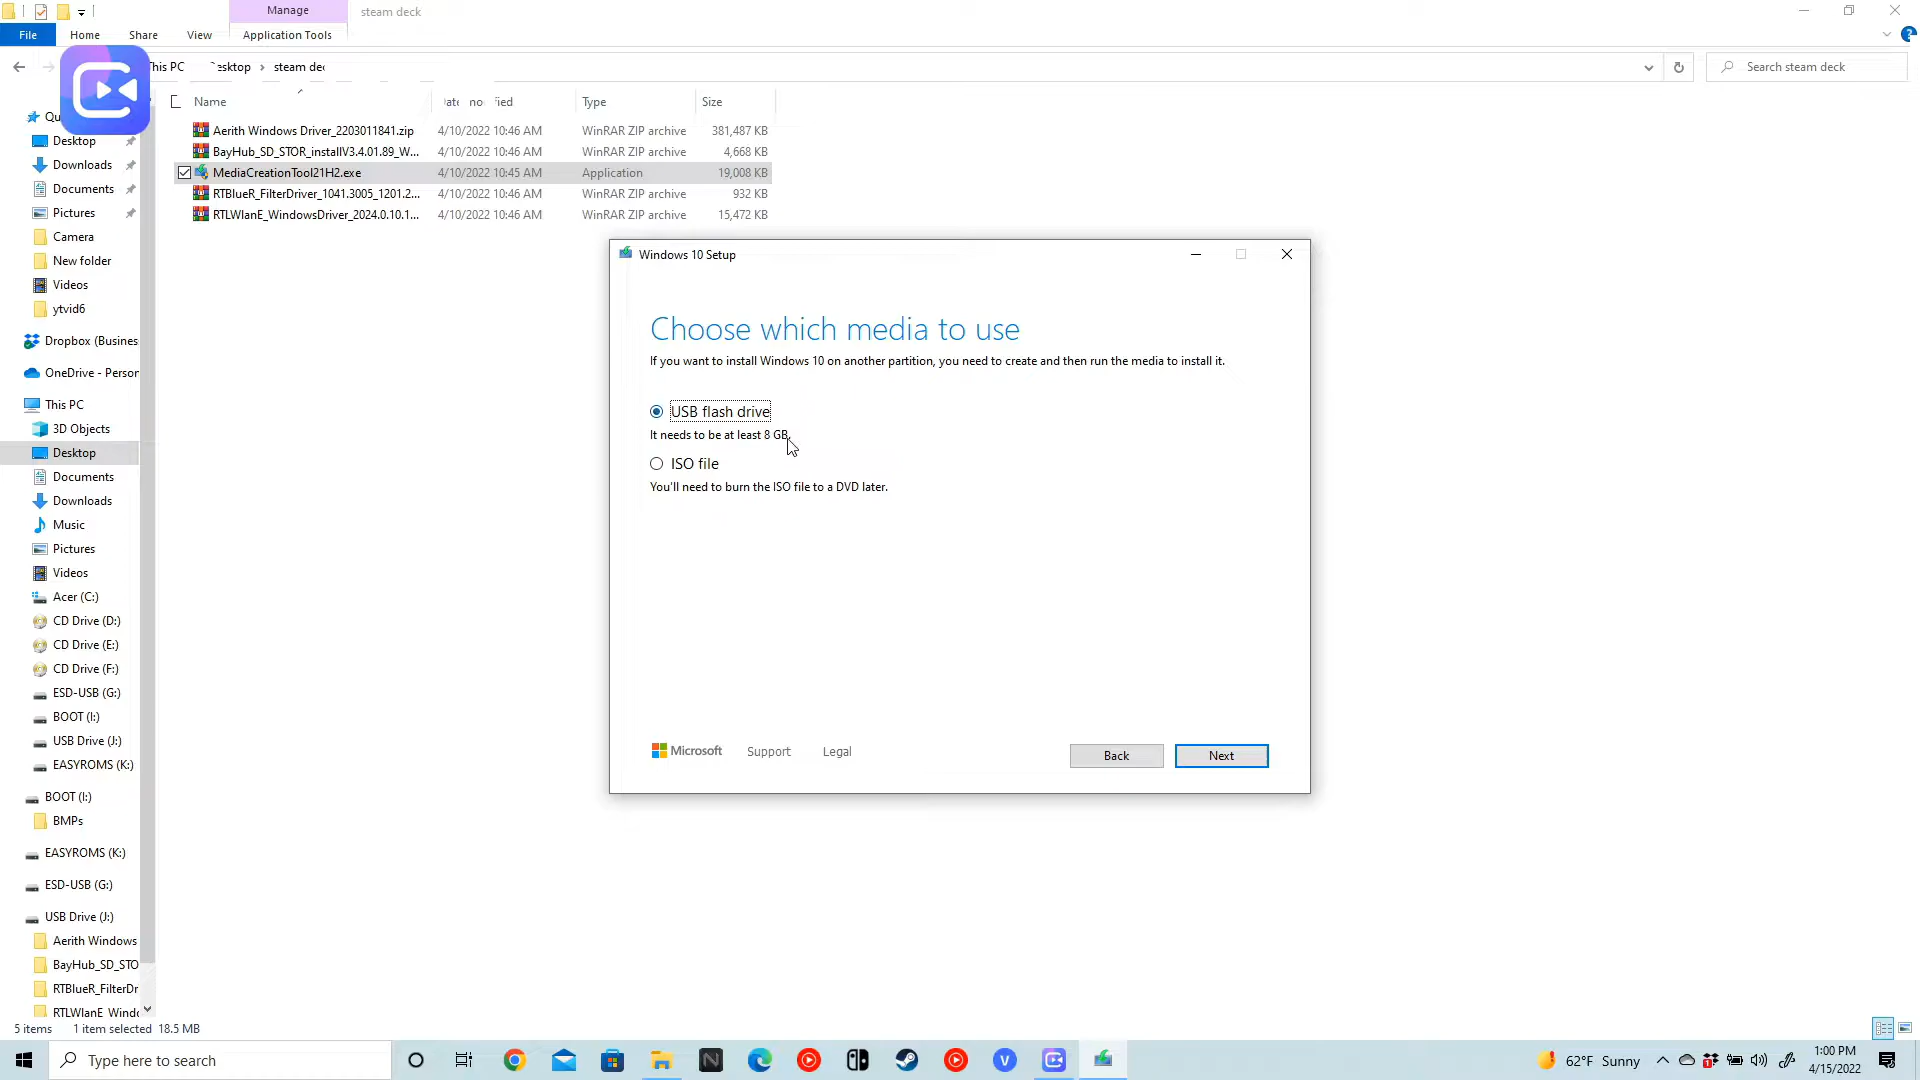 Manage
steam deck
File
Home
Share
View
Application Tools
This PC
Desktop
steam dec
Search steam deck
Name
Type
Size
Aerith Windows Driver_2203011841.zip
4/10/2022 10:46 AM
WinRAR ZIP archive
381,487 KB
BayHub_SD_STOR_installV3.4.01.89_W...
4/10/2022 10:46 AM
WinRAR ZIP archive
4,668 KB
MediaCreationTool21H2.exe
4/10/2022 10:45 AM
Application
19,008 KB
RTBlueR_FilterDriver_1041.3005_1201.2...
4/10/2022 10:46 AM
WinRAR ZIP archive
932 KB
RTLWlanE_WindowsDriver_2024.0.10.1...
4/10/2022 10:46 AM
WinRAR ZIP archive
15,472 KB
Desktop
Downloads
Documents
Pictures
Camera
New folder
Videos
ytvid6
Dropbox (Busines
OneDrive - Person
This PC
3D Objects
Desktop
Documents
Downloads
Music
Pictures
Videos
Acer (C:)
CD Drive (D:)
CD Drive (E:)
CD Drive (F:)
ESD-USB (G:)
BOOT (I:)
USB Drive (J:)
EASYROMS (K:)
BOOT (I:)
BMPs
EASYROMS (K:)
ESD-USB (G:)
USB Drive (J:)
Aerith Windows
BayHub_SD_STO
RTBlueR_FilterDr
RTLWlanE_Windo
Windows 10 Setup
Choose which media to use
If you want to install Windows 10 on another partition, you need to create and then run the media to install it.
USB flash drive
It needs to be at least 8 GB.
ISO file
You'll need to burn the ISO file to a DVD later.
Microsoft
Support
Legal
Back
Next
5 items
1 item selected 18.5 MB
Type here to search
62°F Sunny
1:00 PM
4/15/2022